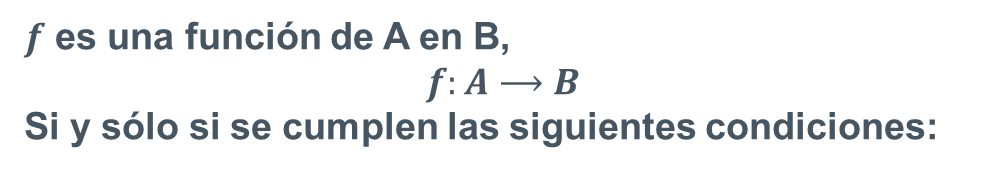 f es una función de A en B,
f: A ⟶ B
Si y sólo si se cumplen las siguientes condiciones: